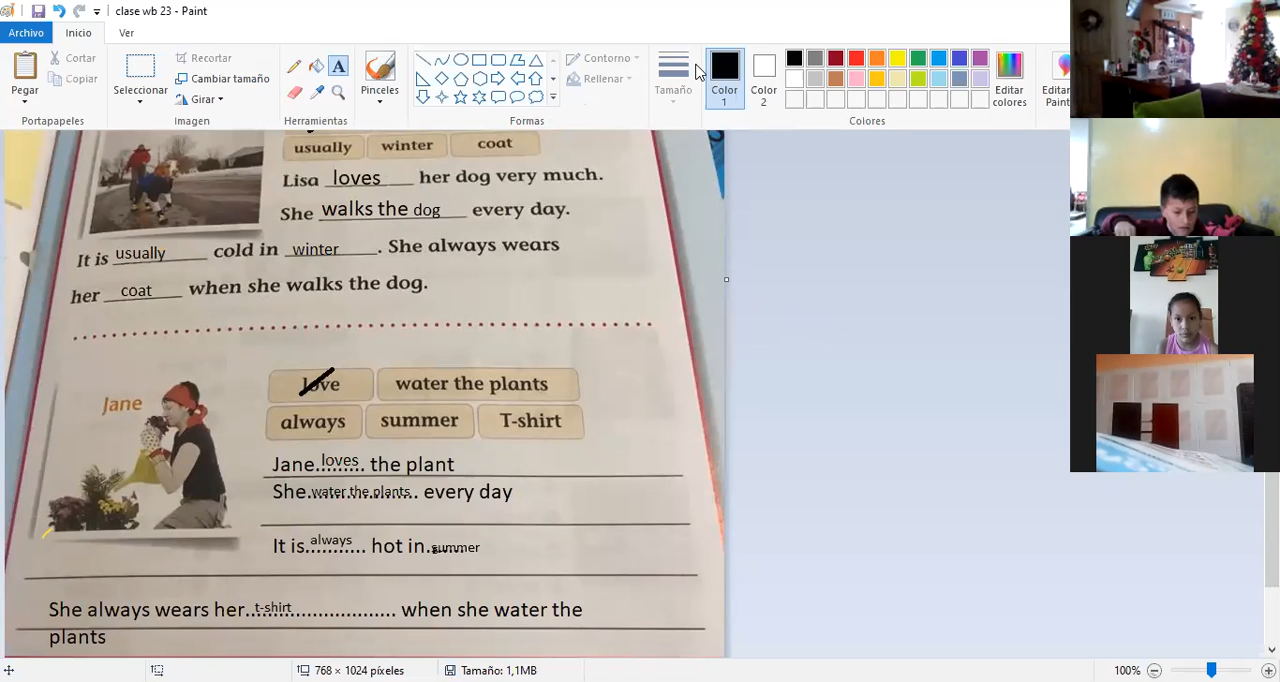 clase wb 23 - Paint
Archivo Inicio Ver
Pegar
Cortar
Copiar
Portapapeles
Seleccionar
Recortar
Cambiar tamaño
Girar
Imagen
A
Herramientas
Pinceles
Contorno
Rellenar
Formas
Tamaño
Color 1
Color 2
Editar colores
Colores
Editar Paint
usually winter coat
Lisa loves her dog very much.
She walks the dog every day.
It is usually cold in winter. She always wears
her coat when she walks the dog.
Jane
love water the plants
always summer T-shirt
Jane..loves.. the plant
She.water the plants.. every day
It is...always... hot in.summer
She always wears her..t-shirt.................... when she water the
plants
768 × 1024 píxeles
Tamaño: 1,1MB
100%